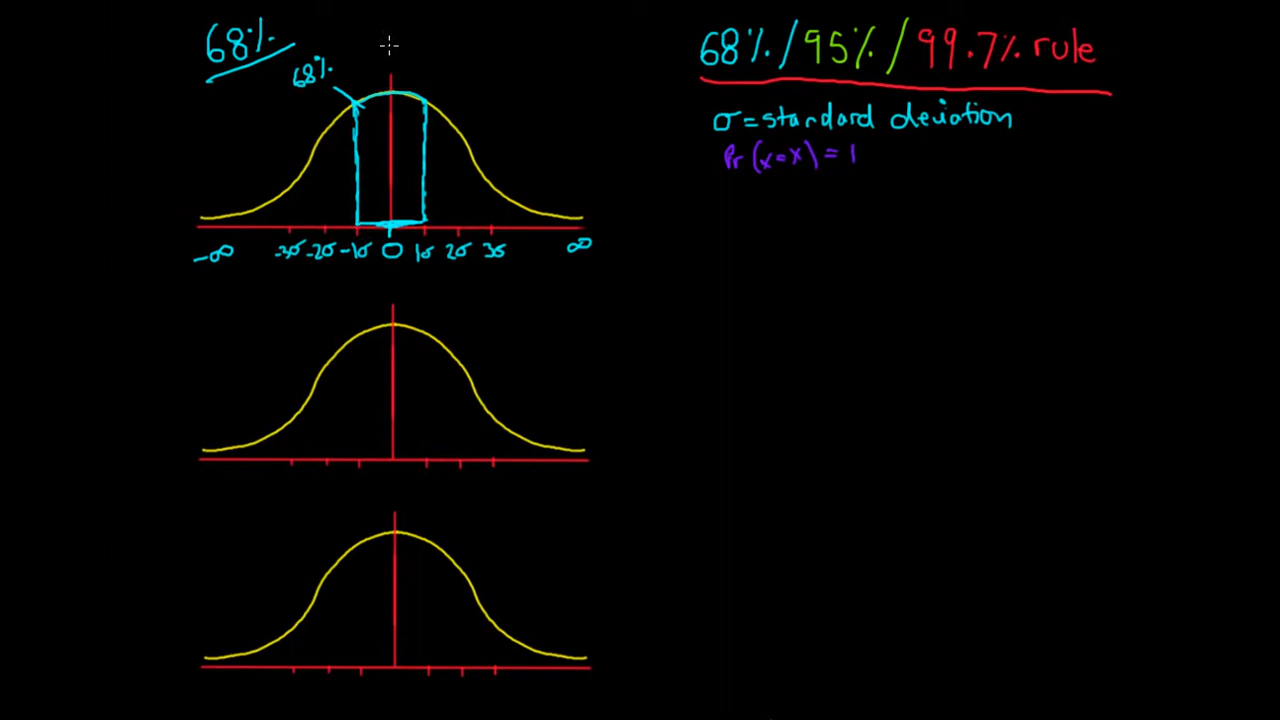 68%
68%
-∞ -3σ -2σ -1σ 0 1σ 2σ 3σ ∞
68%/95%/99.7% rule
σ=standard deviation
Pr(x=x)=1